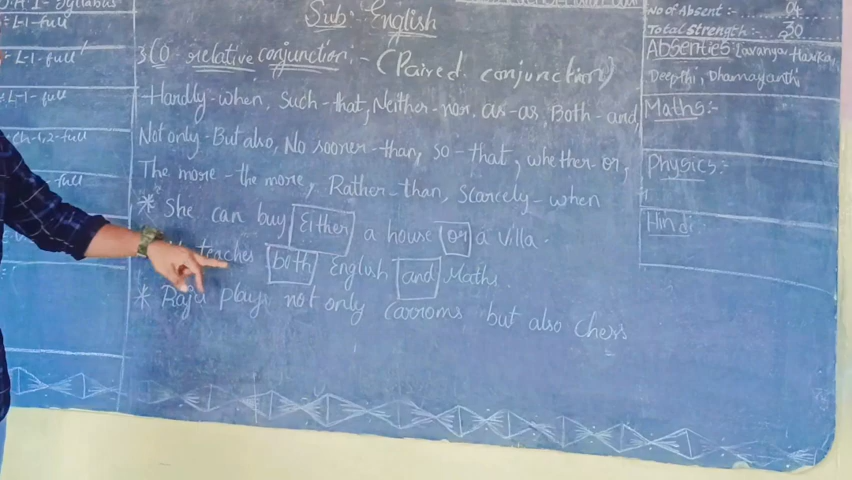 Sub: English
3) CO-relative conjunction:- (Paired conjunction)
Hardly-when, Such-that, Neither-nor, as-as, Both-and,
Not only-But also, No sooner-than, so-that, whether-or,
The more-the more, Rather-than, Scarcely-when
* She can buy Either a house or a Villa.
teaches both English and Maths.
* Raju plays not only Carroms but also Chess
L-1-full
L-1-full
L-1-full
Ch-1,2-full
full
No of Absent :- 04
Total strength:- 30
Absenties: Lavanya, Harika,
Deepthi, Dhamayanthi
Maths:-
Physics:-
Hindi:-